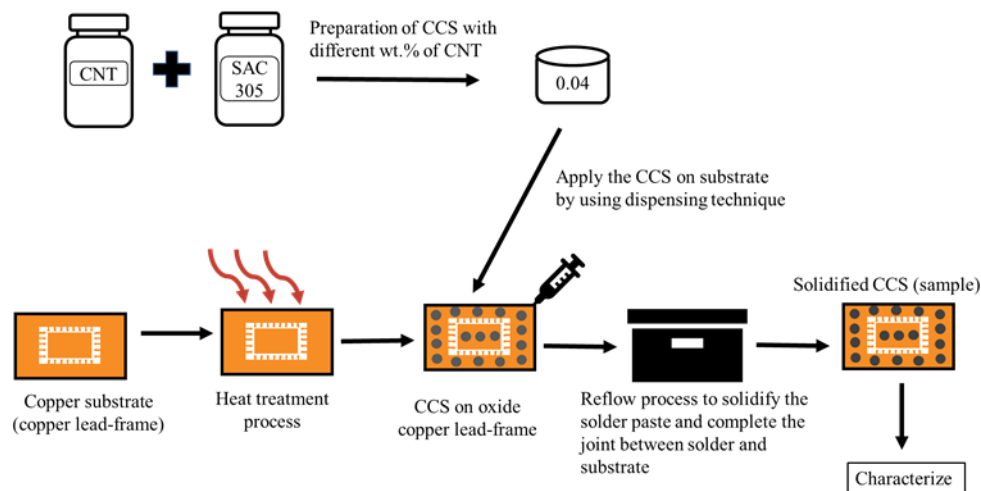 Preparation of CCS with
different wt.% of CNT
CNT
SAC
305
0.04
Apply the CCS on substrate
by using dispensing technique
Solidified CCS (sample)
Copper substrate
(copper lead-frame)
Heat treatment
process
CCS on oxide
copper lead-frame
Reflow process to solidify the
solder paste and complete the
joint between solder and
substrate
Characterize